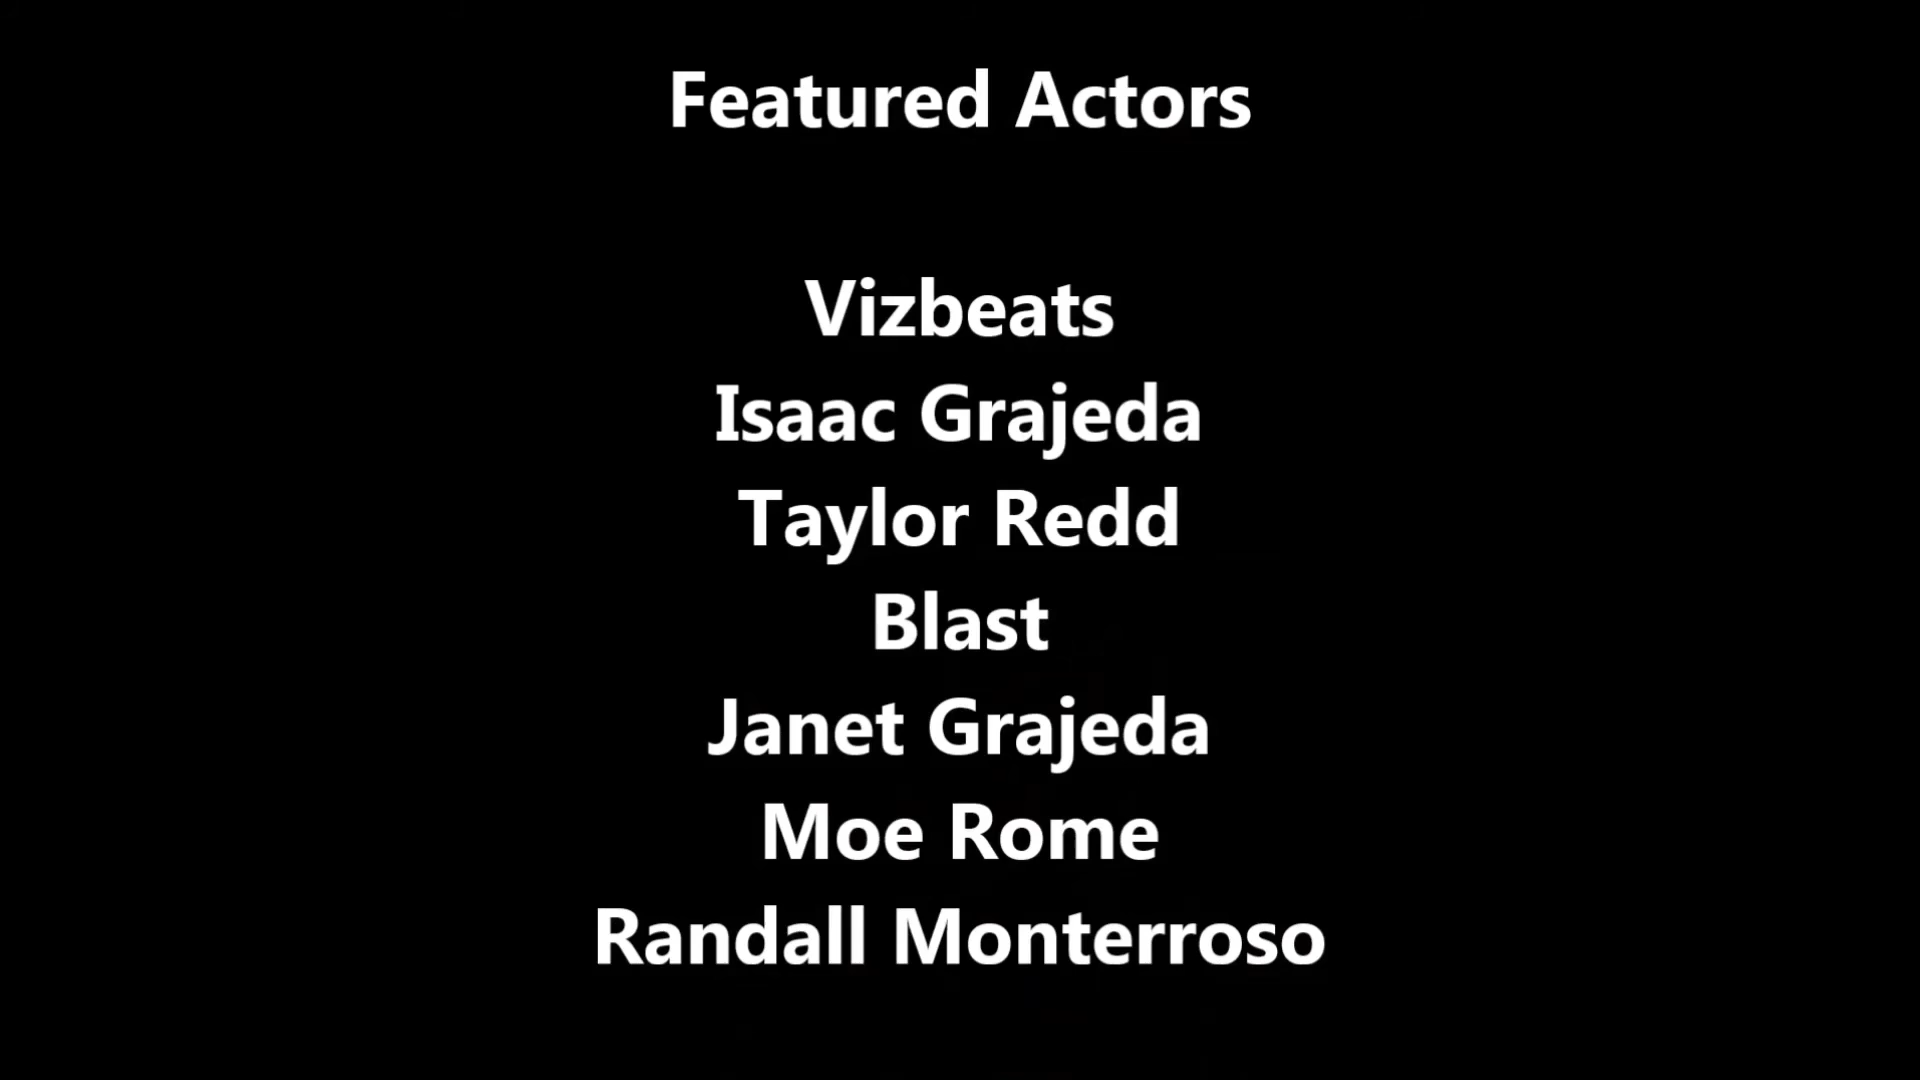 Featured Actors
Vizbeats
Isaac Grajeda
Taylor Redd
Blast
Janet Grajeda
Moe Rome
Randall Monterroso